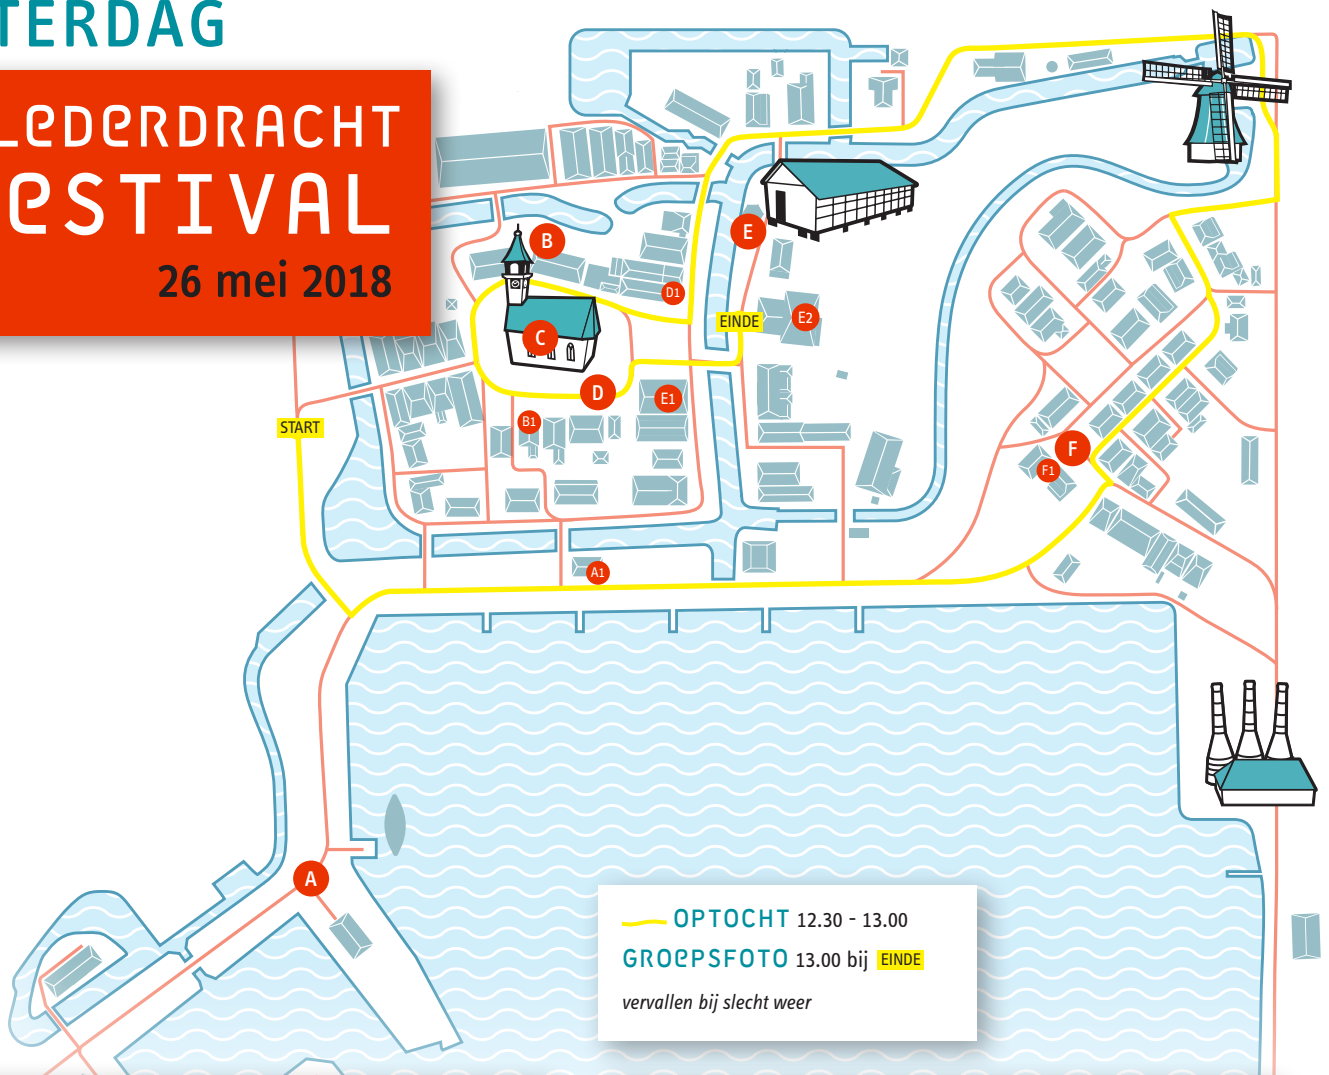 TERDAG
LeDeRDRACHT
eSTIVAL
26 mei 2018
B
E
D1
E2
EINDE
C
D
E1
B1
START
F
F1
A1
A
OPTOCHT 12.30 - 13.00
GROePSFOTO 13.00 bij EINDE
vervallen bij slecht weer